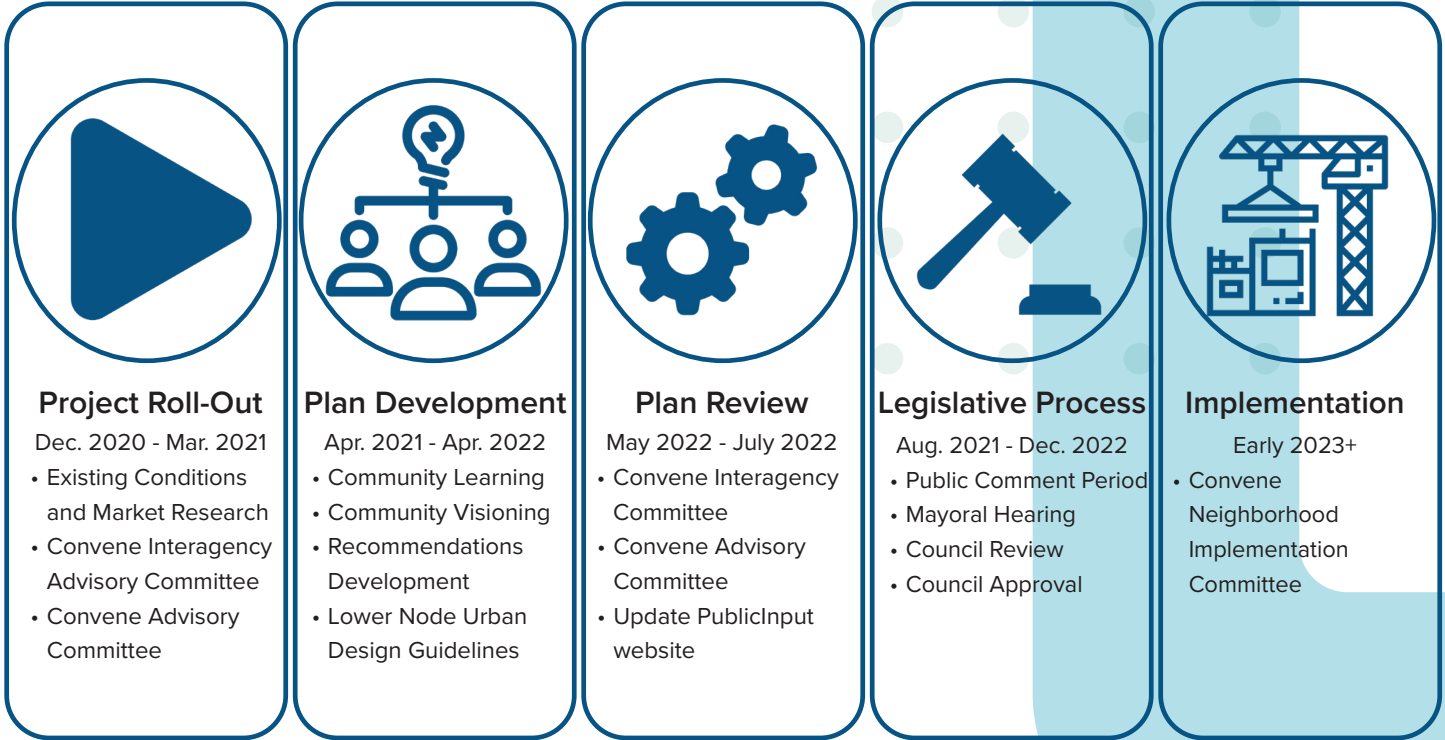 Project Roll-Out
Dec. 2020 - Mar. 2021
• Existing Conditions
and Market Research
• Convene Interagency
Advisory Committee
• Convene Advisory
Committee
Plan Development
Apr. 2021 - Apr. 2022
• Community Learning
• Community Visioning
• Recommendations
Development
• Lower Node Urban
Design Guidelines
Plan Review
May 2022 - July 2022
• Convene Interagency
Committee
• Convene Advisory
Committee
• Update PublicInput
website
Legislative Process
Aug. 2021 - Dec. 2022
• Public Comment Period
• Mayoral Hearing
• Council Review
• Council Approval
Implementation
Early 2023+
• Convene
Neighborhood
Implementation
Committee